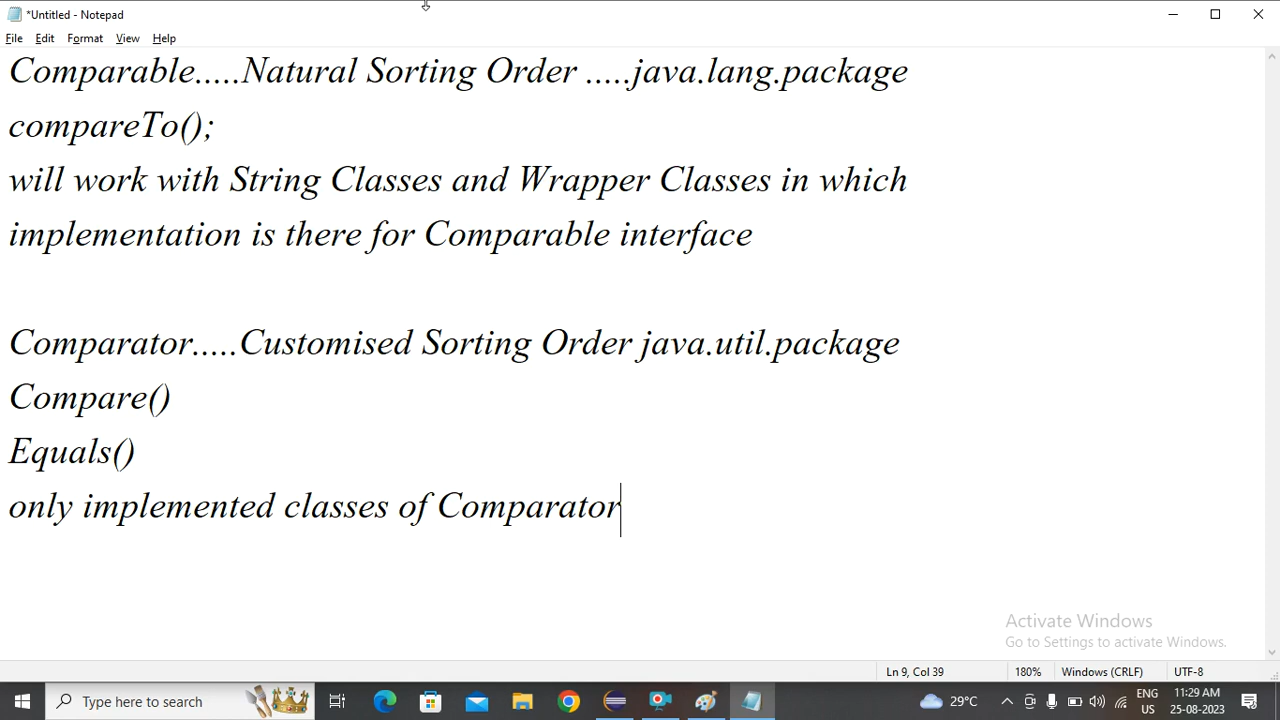 *Untitled - Notepad
File Edit Format View Help
Comparable.....Natural Sorting Order .....java.lang.package
compareTo();
will work with String Classes and Wrapper Classes in which
implementation is there for Comparable interface
Comparator.....Customised Sorting Order java.util.package
Compare()
Equals()
only implemented classes of Comparator
Activate Windows
Go to Settings to activate Windows.
Ln 9, Col 39 180% Windows (CRLF) UTF-8
Type here to search 29°C ENG 11:29 AM
US 25-08-2023